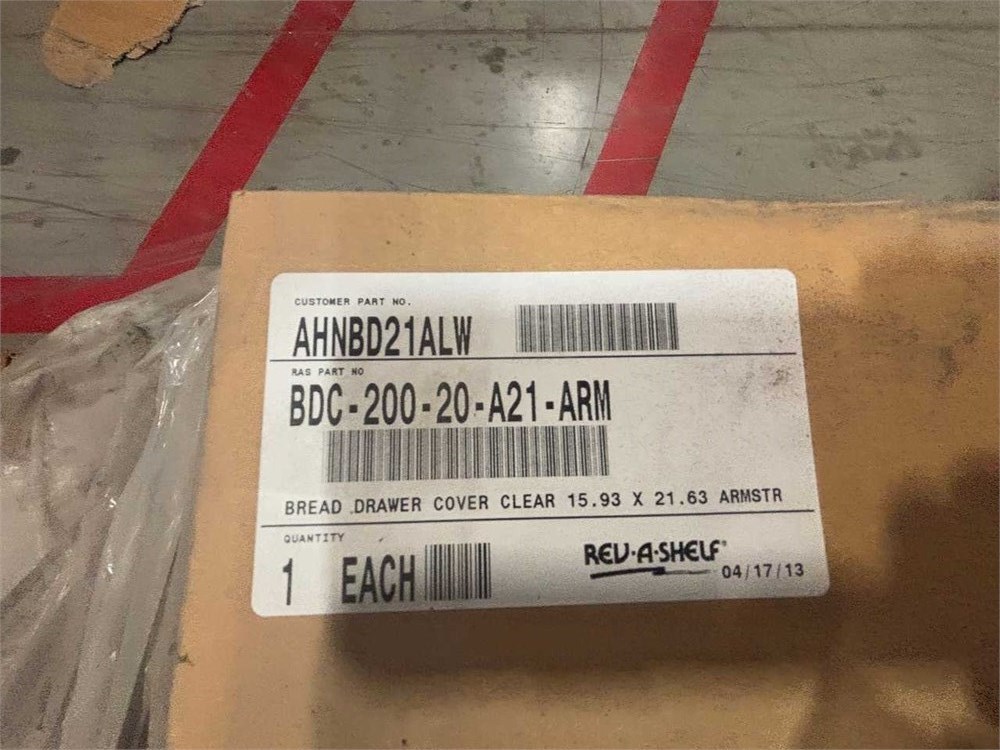 CUSTOMER PART NO.
AHNBD21ALW
RAS PART NO
BDC-200-20-A21-ARM
BREAD DRAWER COVER CLEAR 15.93 X 21.63 ARMSTR
QUANTITY
1 EACH
REV·A·SHELF®
04/17/13